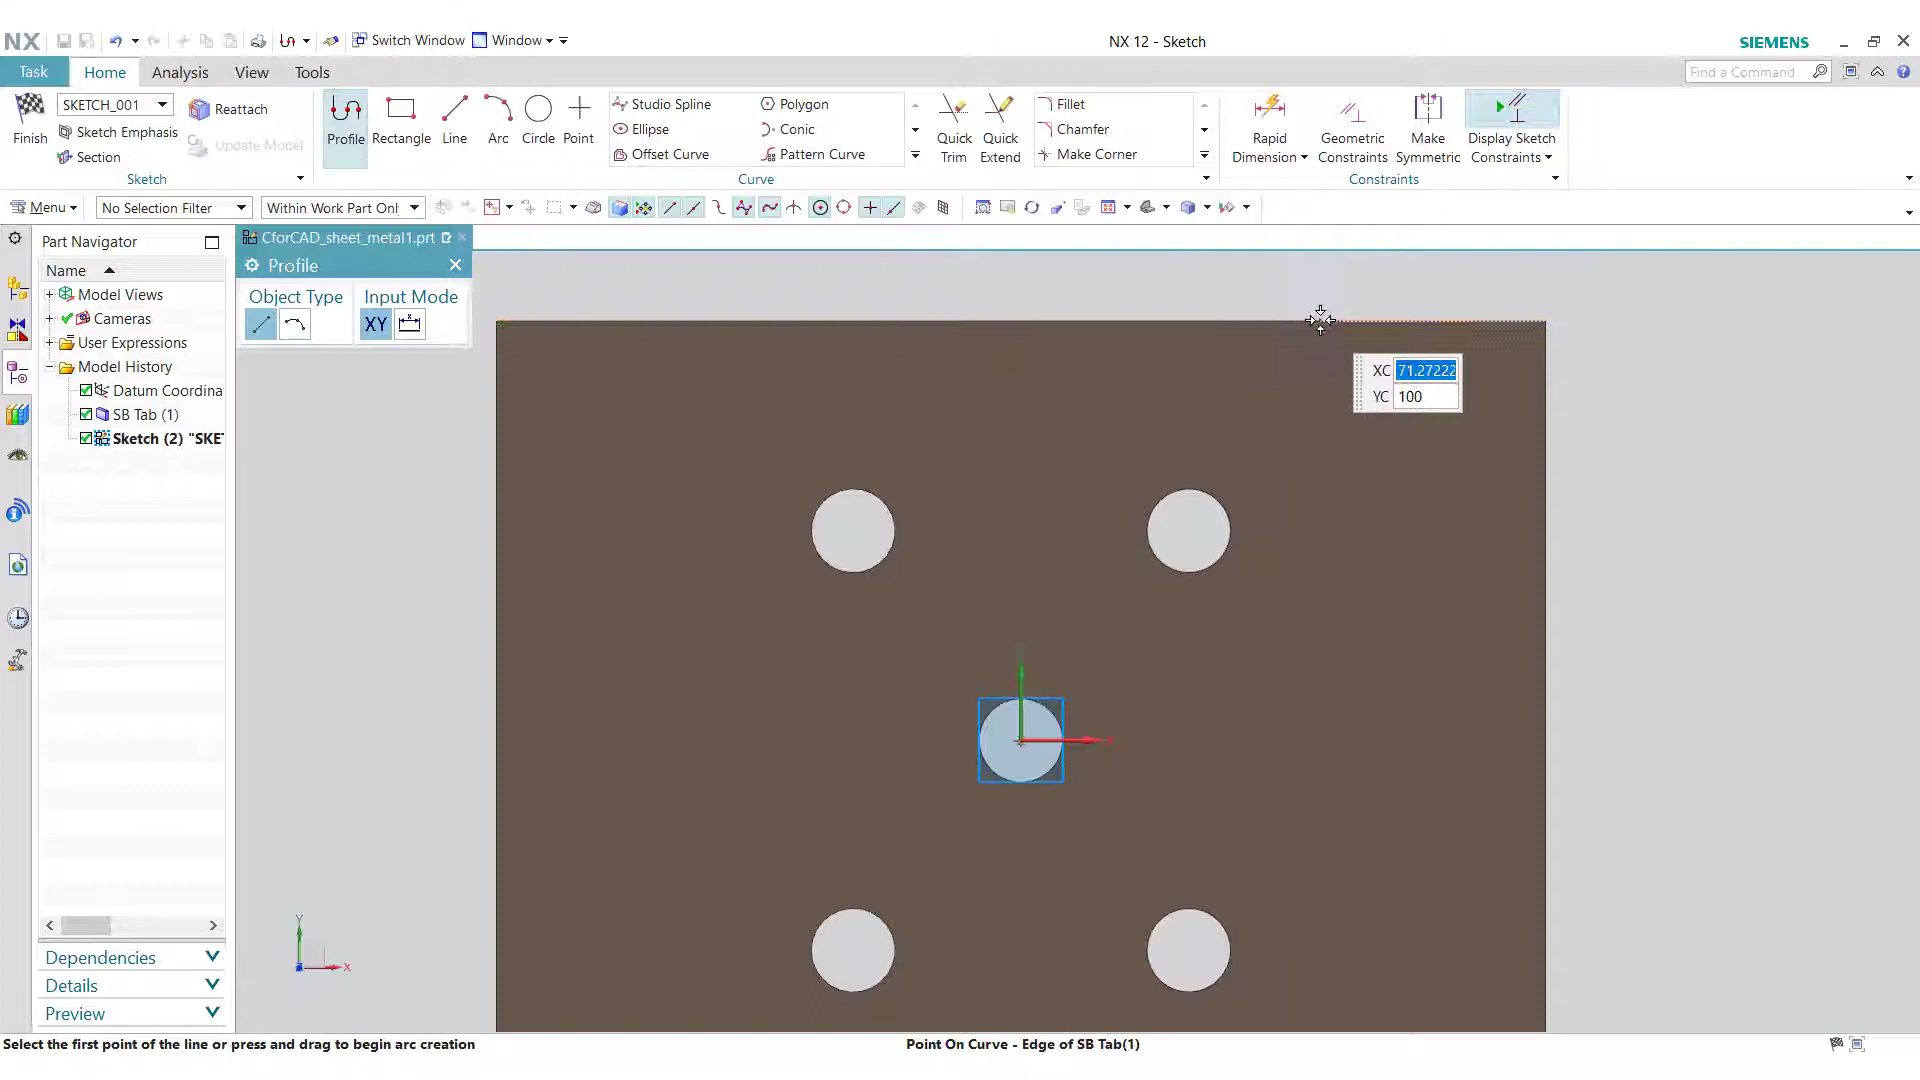 NX
Switch Window
Window
NX 12 - Sketch
SIEMENS
Task
Home
Analysis
View
Tools
Find a Command
Finish
SKETCH_001
Sketch Emphasis
Section
Reattach
Update Model
Sketch
Profile
Rectangle
Line
Arc
Circle
Point
Studio Spline
Ellipse
Offset Curve
Polygon
Conic
Pattern Curve
Curve
Quick
Trim
Quick
Extend
Fillet
Chamfer
Make Corner
Rapid
Dimension
Geometric
Constraints
Make
Symmetric
Display Sketch
Constraints
Constraints
Menu
No Selection Filter
Within Work Part Onl
Part Navigator
Name
Model Views
Cameras
User Expressions
Model History
Datum Coordina
SB Tab (1)
Sketch (2) "SKE
Dependencies
Details
Preview
CforCAD_sheet_metal1.prt
Profile
Object Type
Input Mode
XY
XC 71.27222
YC 100
X
Y
X
Select the first point of the line or press and drag to begin arc creation
Point On Curve - Edge of SB Tab(1)